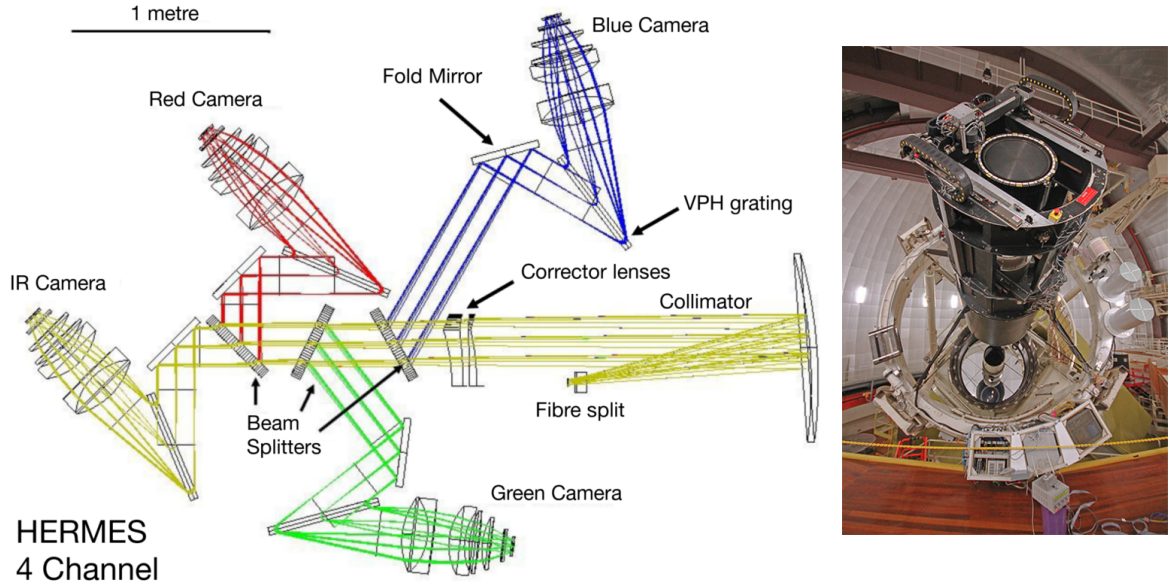 1 metre
Blue Camera
Fold Mirror
Red Camera
VPH grating
Corrector lenses
IR Camera
Collimator
Fibre split
Beam
Splitters
Green Camera
HERMES
4 Channel